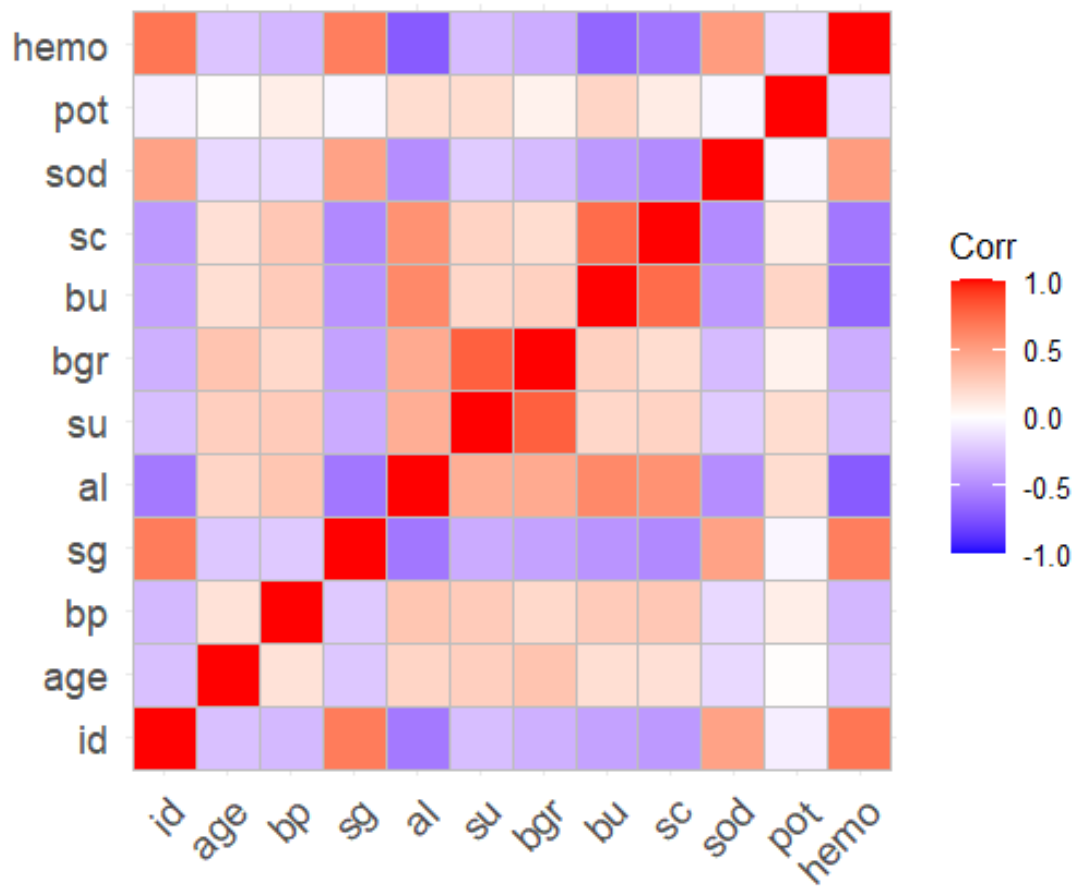 hemo
pot
sod
sc
bu
bgr
su
al
sg
bp
age
id
id age bp sg al su bgr bu sc sod pot hemo
Corr
1.0
0.5
0.0
-0.5
-1.0